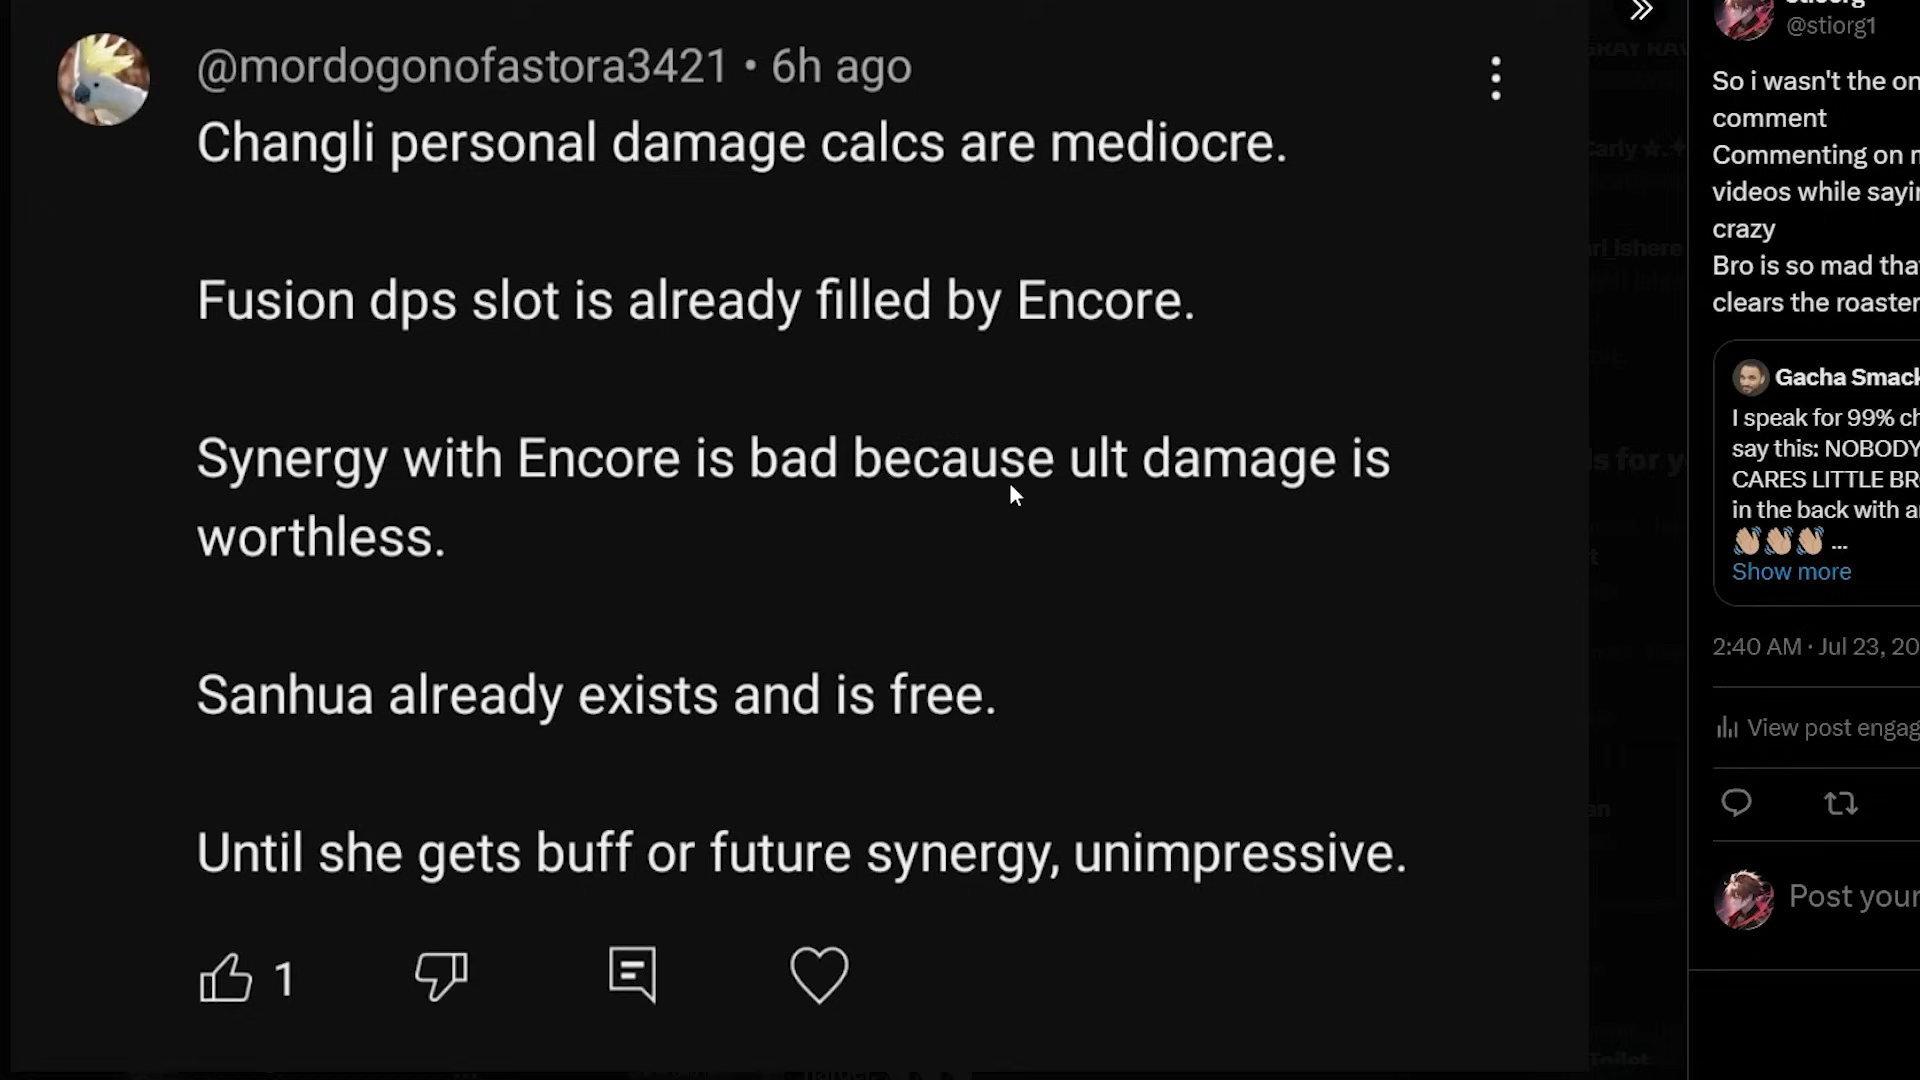 @mordogonofastora3421 • 6h ago
Changli personal damage calcs are mediocre.
Fusion dps slot is already filled by Encore.
Synergy with Encore is bad because ult damage is
worthless.
Sanhua already exists and is free.
Until she gets buff or future synergy, unimpressive.
1
@stiorg1
So i wasn't the on
comment
Commenting on m
videos while sayin
crazy
Bro is so mad tha
clears the roaster
Gacha Smack
I speak for 99% ch
say this: NOBODY
CARES LITTLE BR
in the back with a
👋🏼👋🏼👋🏼 ...
Show more
2:40 AM · Jul 23, 20
View post engag
Post your